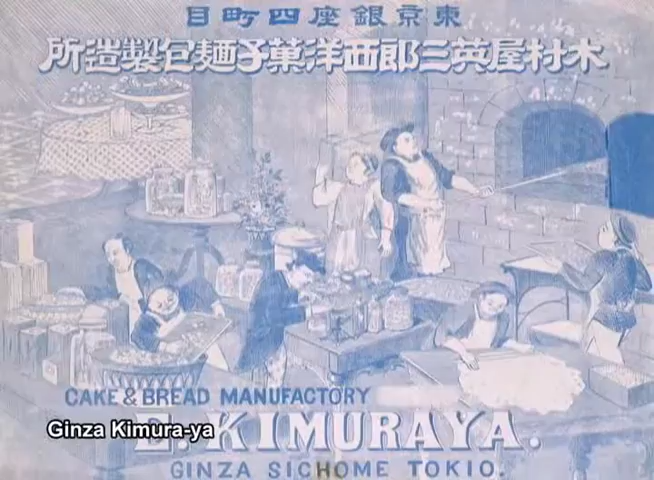 東京銀座四町目
木村屋英三郎西洋菓子麺包製造所
CAKE & BREAD MANUFACTORY
E. KIMURAYA.
Ginza Kimura-ya
GINZA SICHOME TOKIO.